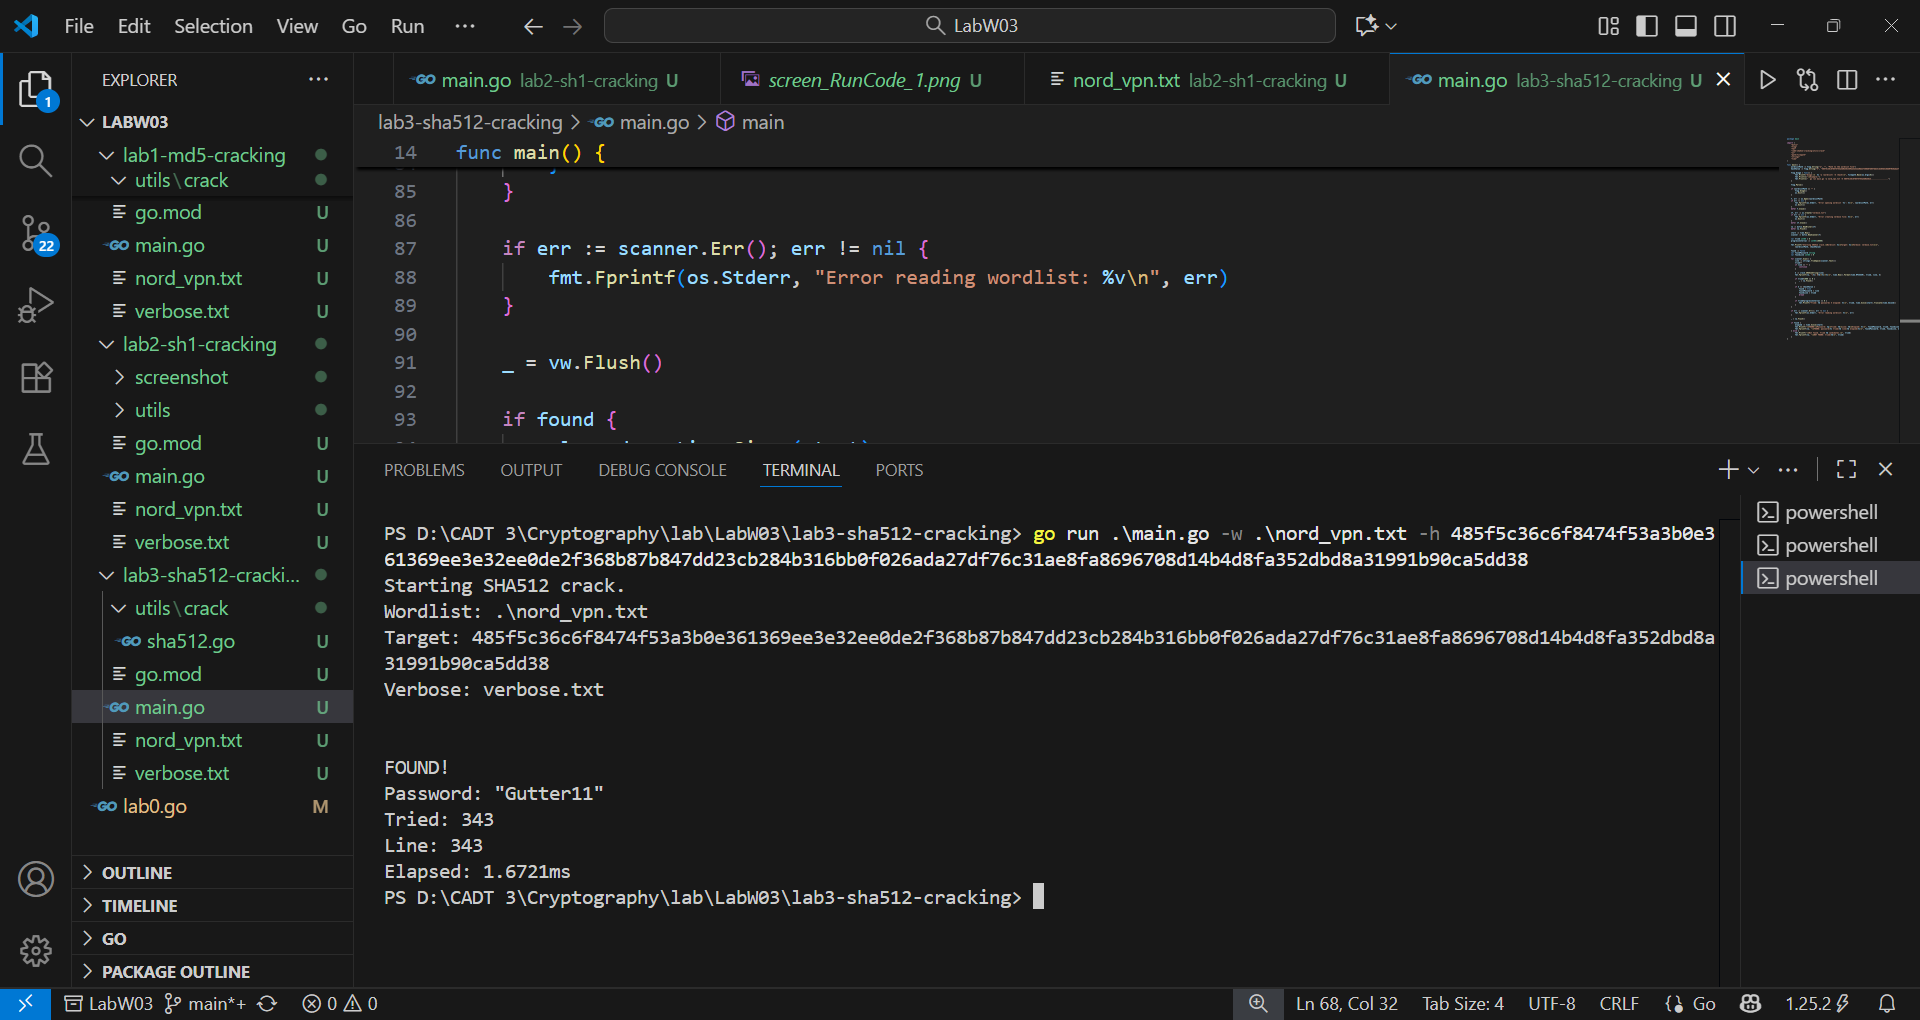 File Edit Selection View Go Run ··· LabW03
EXPLORER ···
LABW03
lab1-md5-cracking
utils\crack
go.mod U
main.go U
nord_vpn.txt U
verbose.txt U
lab2-sh1-cracking
screenshot
utils
go.mod U
main.go U
nord_vpn.txt U
verbose.txt U
lab3-sha512-cracki...
utils\crack
sha512.go U
go.mod U
main.go U
nord_vpn.txt U
verbose.txt U
lab0.go M
OUTLINE
TIMELINE
GO
PACKAGE OUTLINE
1
22
main.go lab2-sh1-cracking U screen_RunCode_1.png U nord_vpn.txt lab2-sh1-cracking U main.go lab3-sha512-cracking U
lab3-sha512-cracking > main.go > main
14 func main() {
85 }
86
87 if err := scanner.Err(); err != nil {
88 fmt.Fprintf(os.Stderr, "Error reading wordlist: %v\n", err)
89 }
90
91 _ = vw.Flush()
92
93 if found {
PROBLEMS OUTPUT DEBUG CONSOLE TERMINAL PORTS
PS D:\CADT 3\Cryptography\lab\LabW03\lab3-sha512-cracking> go run .\main.go -w .\nord_vpn.txt -h 485f5c36c6f8474f53a3b0e3
61369ee3e32ee0de2f368b87b847dd23cb284b316bb0f026ada27df76c31ae8fa8696708d14b4d8fa352dbd8a31991b90ca5dd38
Starting SHA512 crack.
Wordlist: .\nord_vpn.txt
Target: 485f5c36c6f8474f53a3b0e361369ee3e32ee0de2f368b87b847dd23cb284b316bb0f026ada27df76c31ae8fa8696708d14b4d8fa352dbd8a
31991b90ca5dd38
Verbose: verbose.txt
FOUND!
Password: "Gutter11"
Tried: 343
Line: 343
Elapsed: 1.6721ms
PS D:\CADT 3\Cryptography\lab\LabW03\lab3-sha512-cracking>
powershell
powershell
powershell
LabW03 main*+ 0 0 Ln 68, Col 32 Tab Size: 4 UTF-8 CRLF Go 1.25.2